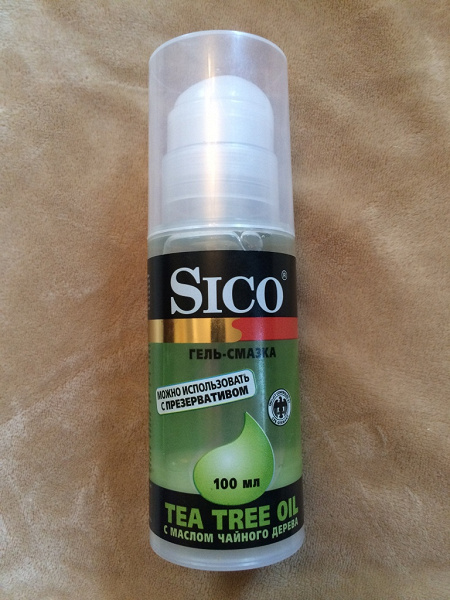 SICO®
ГЕЛЬ-СМАЗКА
МОЖНО ИСПОЛЬЗОВАТЬ
С ПРЕЗЕРВАТИВОМ
100 мл
TEA TREE OIL
С МАСЛОМ ЧАЙНОГО ДЕРЕВА